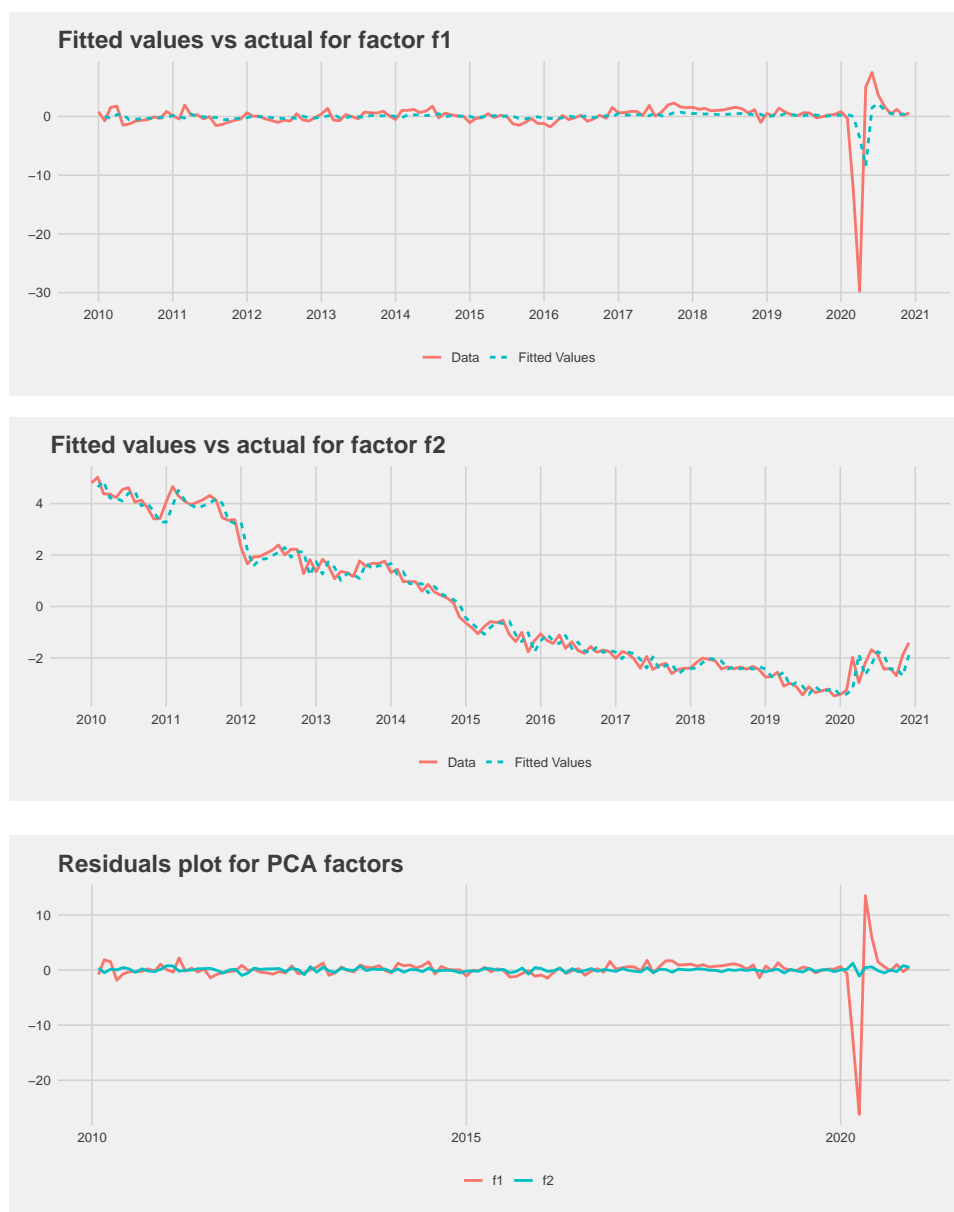 Fitted values vs actual for factor f1
0
−10
−20
−30
2010 2011 2012 2013 2014 2015 2016 2017 2018 2019 2020 2021
Data Fitted Values
Fitted values vs actual for factor f2
4
2
0
−2
2010 2011 2012 2013 2014 2015 2016 2017 2018 2019 2020 2021
Data Fitted Values
Residuals plot for PCA factors
10
0
−10
−20
2010 2015 2020
f1 f2